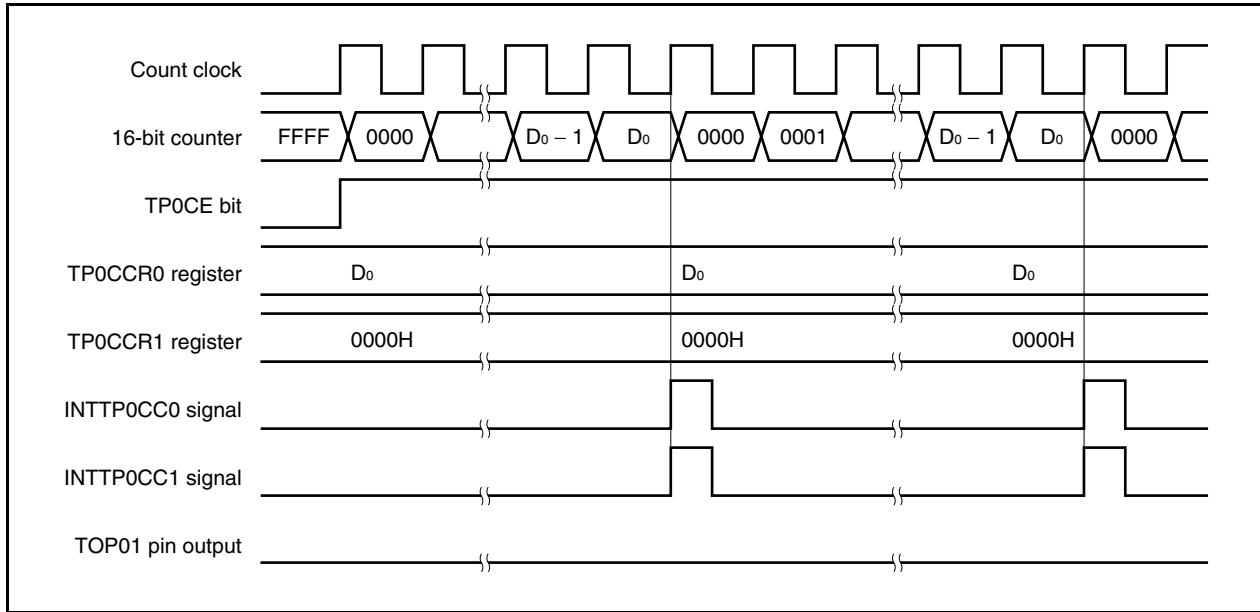 Count clock
16-bit counter FFFF 0000 D₀ − 1 D₀ 0000 0001 D₀ − 1 D₀ 0000
TP0CE bit
TP0CCR0 register D₀ D₀ D₀
TP0CCR1 register 0000H 0000H 0000H
INTTP0CC0 signal
INTTP0CC1 signal
TOP01 pin output